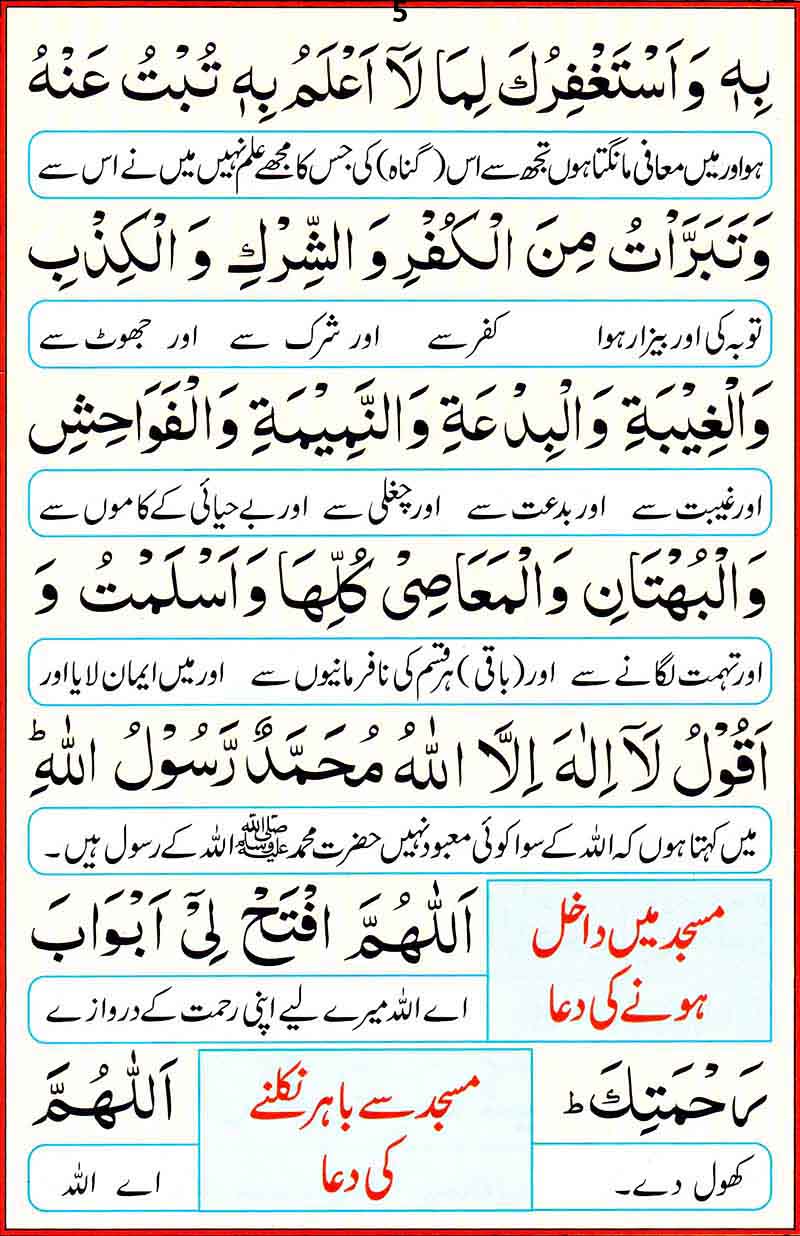 5
بِهٖ وَاَسْتَغْفِرُكَ لِمَا لَآ اَعْلَمُ بِهٖ تُبْتُ عَنْهُ
ہو اور میں معافی مانگتا ہوں تجھ سے اس (گناہ) کی جس کا مجھے علم نہیں میں نے اس سے
وَتَبَرَّاْتُ مِنَ الْكُفْرِ وَ الشِّرْكِ وَ الْكِذْبِ
توبہ کی اور بیزار ہوا کفر سے اور شرک سے اور جھوٹ سے
وَالْغِيْبَةِ وَالْبِدْعَةِ وَالنَّمِيْمَةِ وَالْفَوَاحِشِ
اور غیبت سے اور بدعت سے اور چغلی سے اور بے حیائی کے کاموں سے
وَالْبُهْتَانِ وَالْمَعَاصِىْ كُلِّهَا وَاَسْلَمْتُ وَ
اور تہمت لگانے سے اور (باقی) ہر قسم کی نافرمانیوں سے اور میں ایمان لایا اور
اَقُوْلُ لَآ اِلٰهَ اِلَّا اللّٰهُ مُحَمَّدٌ رَّسُوْلُ اللّٰهِؕ
میں کہتا ہوں کہ اللہ کے سوا کوئی معبود نہیں حضرت محمد ﷺ اللہ کے رسول ہیں۔
مسجد میں داخل
ہونے کی دعا
اَللّٰهُمَّ افْتَحْ لِىْٓ اَبْوَابَ
اے اللہ میرے لیے اپنی رحمت کے دروازے
رَحْمَتِكَؕ
کھول دے۔
مسجد سے باہر نکلنے
کی دعا
اَللّٰهُمَّ
اے اللہ